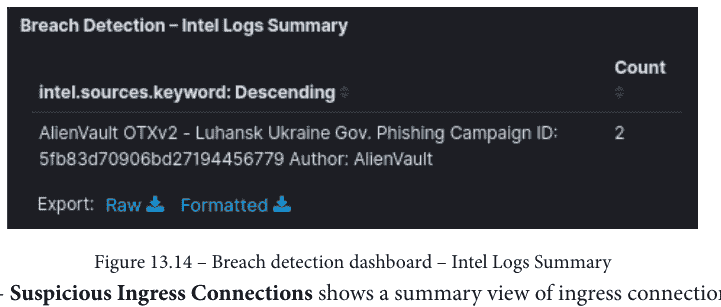 Breach Detection – Intel Logs Summary
Count
intel.sources.keyword: Descending
AlienVault OTXv2 - Luhansk Ukraine Gov. Phishing Campaign ID: 2
5fb83d70906bd27194456779 Author: AlienVault
Export: Raw Formatted
Figure 13.14 – Breach detection dashboard – Intel Logs Summary
- Suspicious Ingress Connections shows a summary view of ingress connection